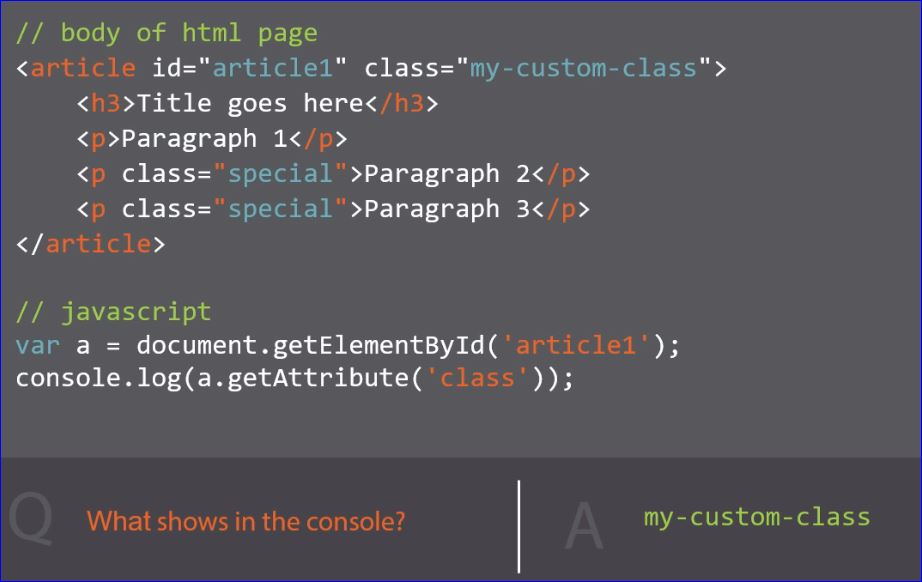 // body of html page
<article id="article1" class="my-custom-class">
    <h3>Title goes here</h3>
    <p>Paragraph 1</p>
    <p class="special">Paragraph 2</p>
    <p class="special">Paragraph 3</p>
</article>
// javascript
var a = document.getElementById('article1');
console.log(a.getAttribute('class'));
Q What shows in the console?
A my-custom-class